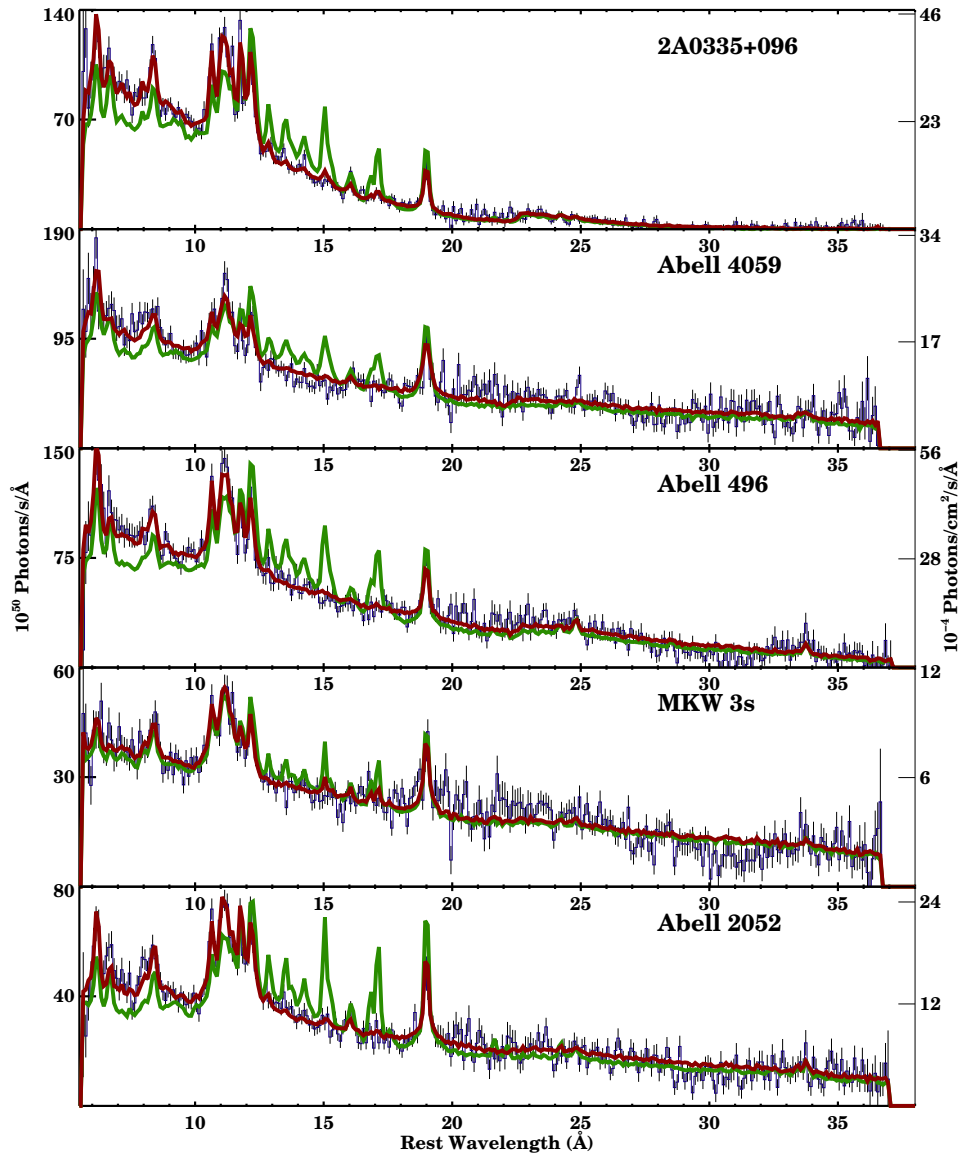 140
70
46
23
2A0335+096
10 15 20 25 30 35
190
95
34
17
Abell 4059
10 15 20 25 30 35
150
75
56
28
Abell 496
10 15 20 25 30 35
60
30
12
6
MKW 3s
10 15 20 25 30 35
80
40
24
12
Abell 2052
10 15 20 25 30 35
Rest Wavelength (Å)
10⁵⁰ Photons/s/Å
10⁻⁴ Photons/cm²/s/Å